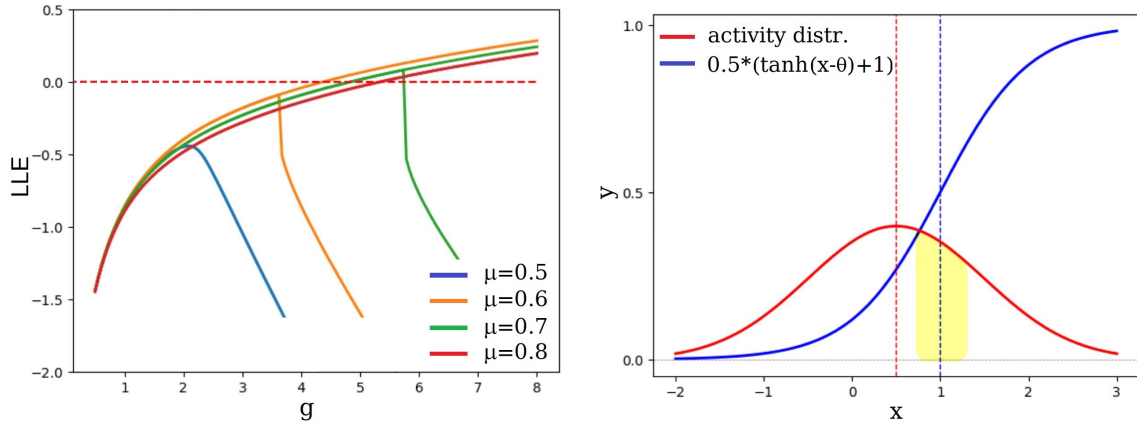 0.5
0.0
−0.5
−1.0
−1.5
−2.0
LLE
1 2 3 4 5 6 7 8
g
μ=0.5
μ=0.6
μ=0.7
μ=0.8
1.0
0.5
0.0
y
activity distr.
0.5*(tanh(x-θ)+1)
−2 −1 0 1 2 3
x